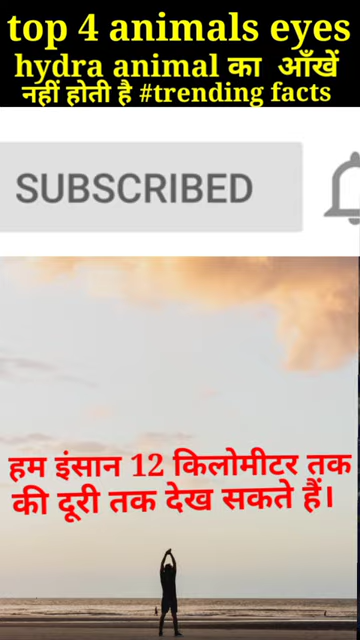 top 4 animals eyes
hydra animal का आँखें
नहीं होती है #trending facts
SUBSCRIBED
हम इंसान 12 किलोमीटर तक
की दूरी तक देख सकते हैं।